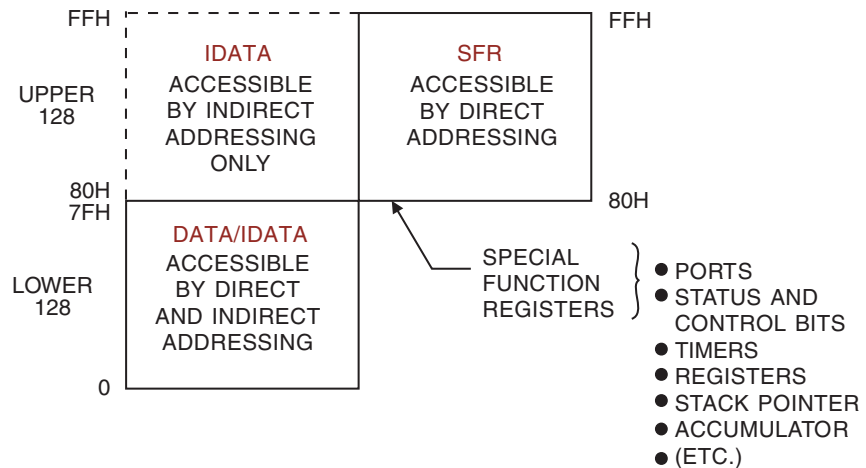 FFH
UPPER
128
80H
7FH
LOWER
128
0
IDATA
ACCESSIBLE
BY INDIRECT
ADDRESSING
ONLY
SFR
ACCESSIBLE
BY DIRECT
ADDRESSING
FFH
80H
DATA/IDATA
ACCESSIBLE
BY DIRECT
AND INDIRECT
ADDRESSING
SPECIAL
FUNCTION
REGISTERS
● PORTS
● STATUS AND
CONTROL BITS
● TIMERS
● REGISTERS
● STACK POINTER
● ACCUMULATOR
● (ETC.)